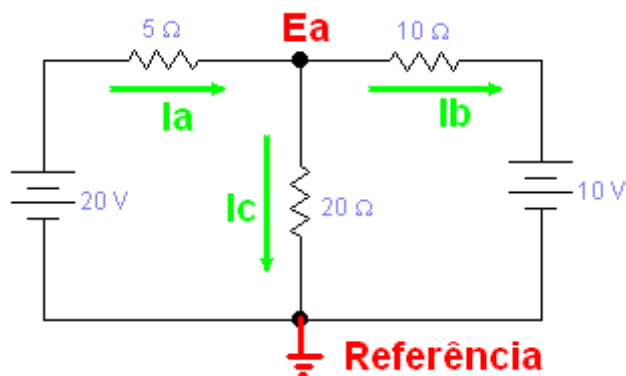 5 Ω
Ea
10 Ω
Ia
Ib
20 V
Ic
20 Ω
10 V
Referência